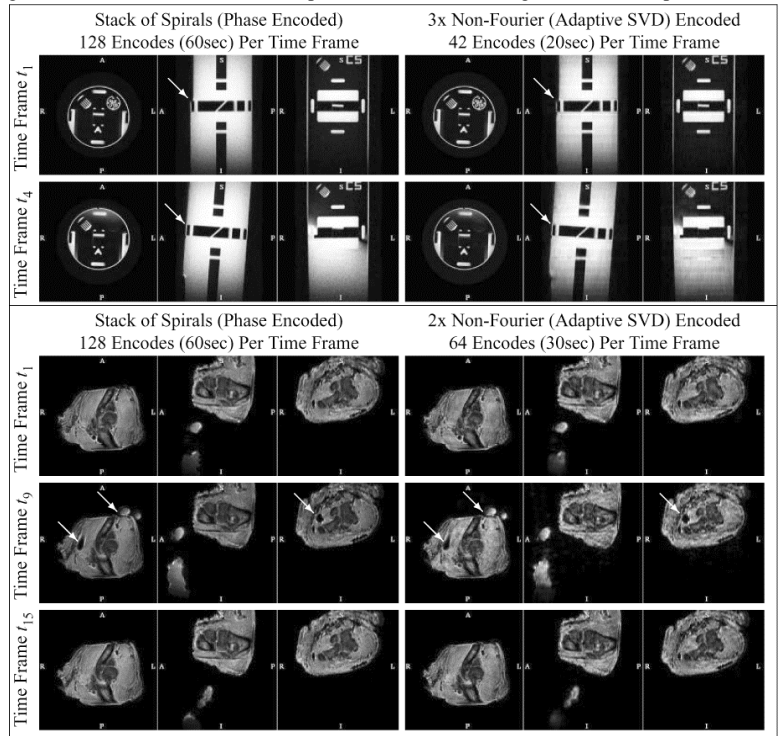 Stack of Spirals (Phase Encoded)
128 Encodes (60sec) Per Time Frame
3x Non-Fourier (Adaptive SVD) Encoded
42 Encodes (20sec) Per Time Frame
Time Frame t1
A
S
S
A
S
S CS
R
L
A
P
R
L
R
L
A
P
R
L
P
I
I
P
I
I
Time Frame t4
A
S
S CS
A
S
S CS
R
L
A
P
R
L
R
L
A
P
R
L
P
I
I
P
I
I
Stack of Spirals (Phase Encoded)
128 Encodes (60sec) Per Time Frame
2x Non-Fourier (Adaptive SVD) Encoded
64 Encodes (30sec) Per Time Frame
Time Frame t1
A
S
S
A
S
S
R
L
A
P
R
L
R
L
A
P
R
L
P
I
I
P
I
I
Time Frame t9
A
S
S
A
S
S
R
L
A
P
R
L
R
L
A
P
R
L
P
I
I
P
I
I
Time Frame t15
A
S
S
A
S
S
R
L
A
P
R
L
R
L
A
P
R
L
P
I
I
P
I
I